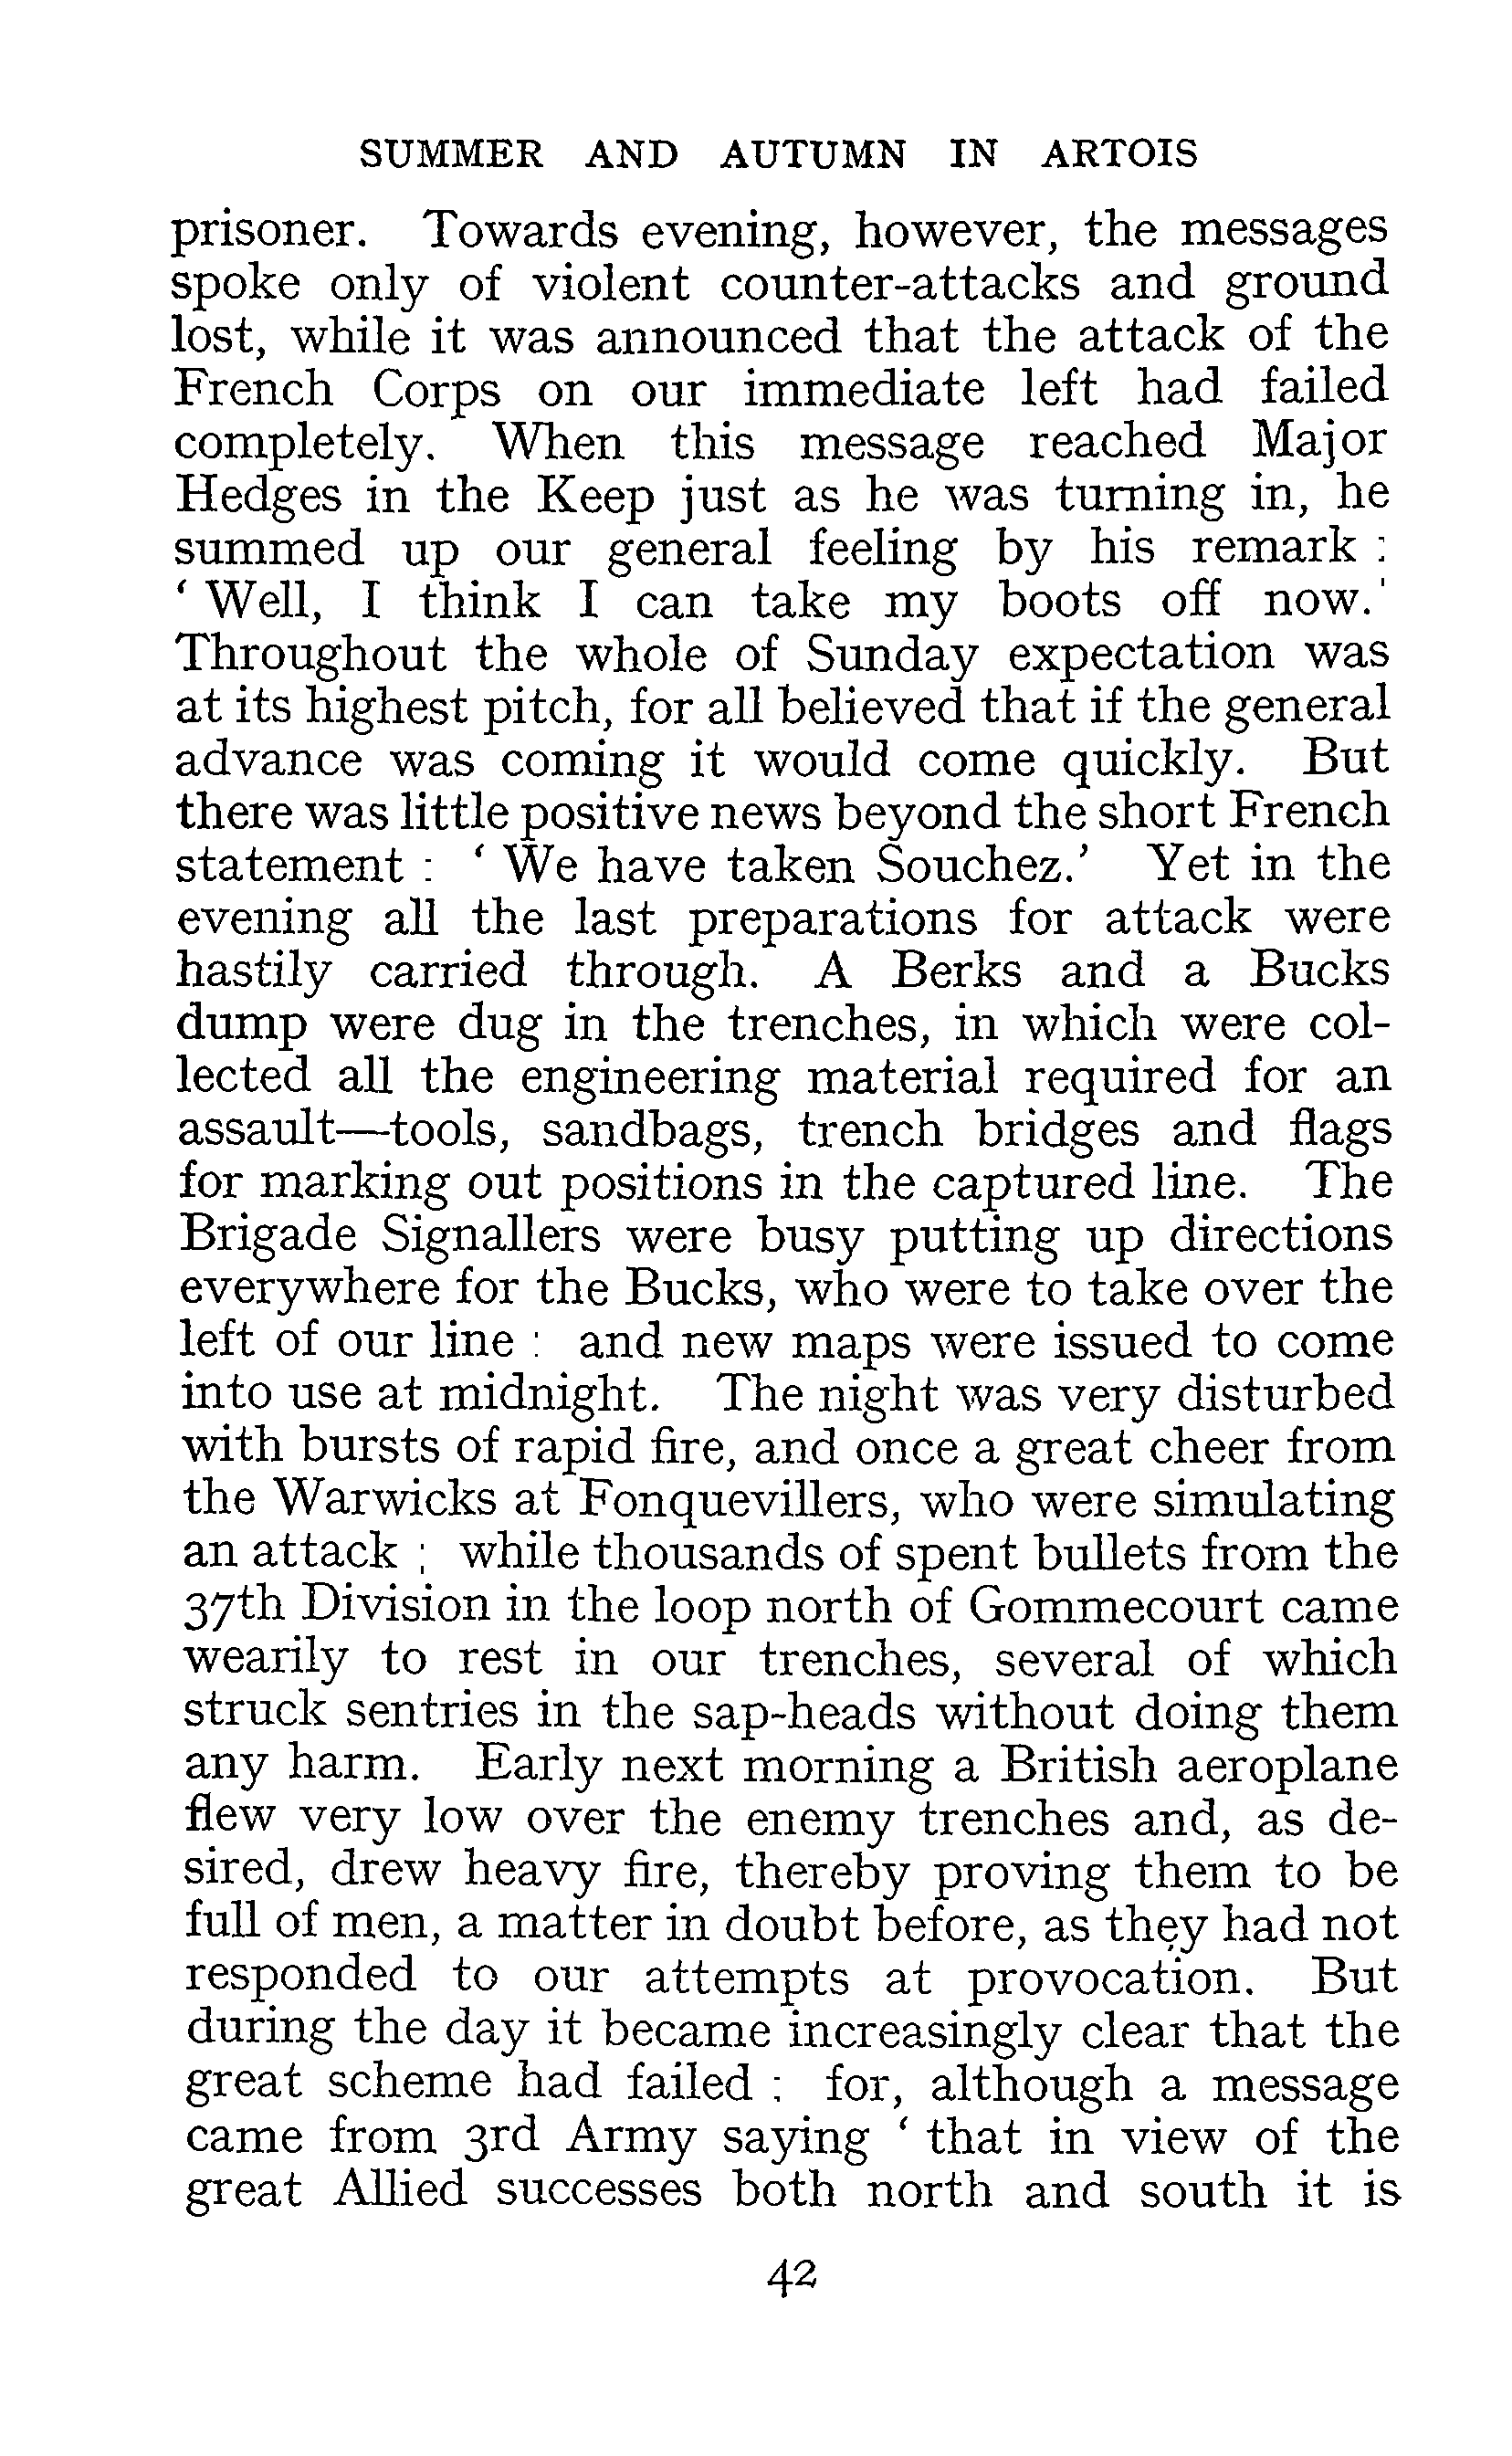 SUMMER AND AUTUMN IN ARTOIS
prisoner. Towards evening, however, the messages
spoke only of violent counter-attacks and ground
lost, while it was announced that the attack of the
French Corps on our immediate left had failed
completely. When this message reached Major
Hedges in the Keep just as he was turning in, he
summed up our general feeling by his remark :
‘ Well, I think I can take my boots off now.'
Throughout the whole of Sunday expectation was
at its highest pitch, for all believed that if the general
advance was coming it would come quickly. But
there was little positive news beyond the short French
statement : ‘ We have taken Souchez.’ Yet in the
evening all the last preparations for attack were
hastily carried through. A Berks and a Bucks
dump were dug in the trenches, in which were col-
lected all the engineering material required for an
assault—tools, sandbags, trench bridges and flags
for marking out positions in the captured line. The
Brigade Signallers were busy putting up directions
everywhere for the Bucks, who were to take over the
left of our line : and new maps were issued to come
into use at midnight. The night was very disturbed
with bursts of rapid fire, and once a great cheer from
the Warwicks at Fonquevillers, who were simulating
an attack ; while thousands of spent bullets from the
37th Division in the loop north of Gommecourt came
wearily to rest in our trenches, several of which
struck sentries in the sap-heads without doing them
any harm. Early next morning a British aeroplane
flew very low over the enemy trenches and, as de-
sired, drew heavy fire, thereby proving them to be
full of men, a matter in doubt before, as they had not
responded to our attempts at provocation. But
during the day it became increasingly clear that the
great scheme had failed ; for, although a message
came from 3rd Army saying ‘ that in view of the
great Allied successes both north and south it is
42